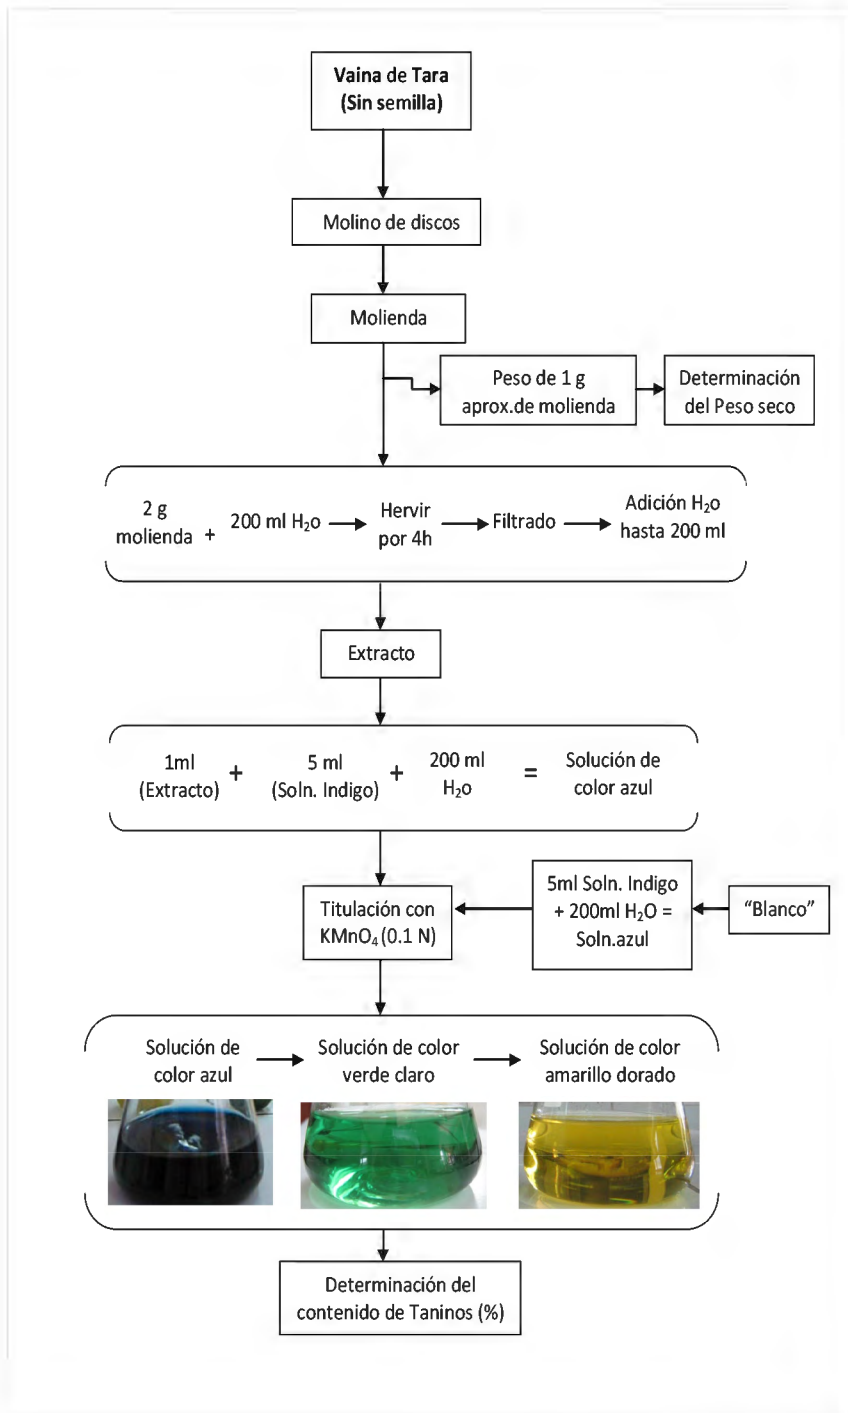 Vaina de Tara
(Sin semilla)
Molino de discos
Molienda
Peso de 1 g
aprox.de molienda
Determinación
del Peso seco
2 g
molienda
+
200 ml H₂o
Hervir
por 4h
Filtrado
Adición H₂o
hasta 200 ml
Extracto
1ml
(Extracto)
+
5 ml
(Soln. Indigo)
+
200 ml
H₂o
=
Solución de
color azul
Titulación con
KMnO₄ (0.1 N)
5ml Soln. Indigo
+ 200ml H₂O =
Soln.azul
“Blanco”
Solución de
color azul
Solución de color
verde claro
Solución de color
amarillo dorado
Determinación del
contenido de Taninos (%)